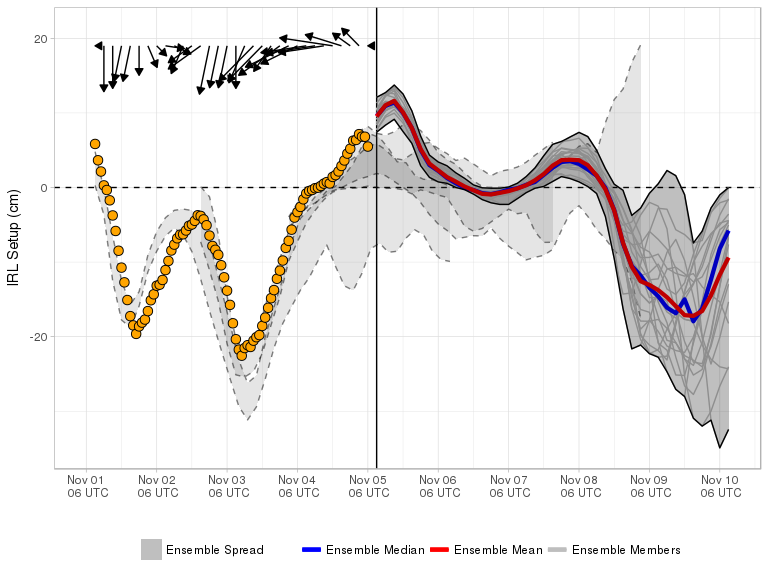 IRL Setup (cm)
20
0
-20
Nov 01
06 UTC
Nov 02
06 UTC
Nov 03
06 UTC
Nov 04
06 UTC
Nov 05
06 UTC
Nov 06
06 UTC
Nov 07
06 UTC
Nov 08
06 UTC
Nov 09
06 UTC
Nov 10
06 UTC
Ensemble Spread
Ensemble Median
Ensemble Mean
Ensemble Members